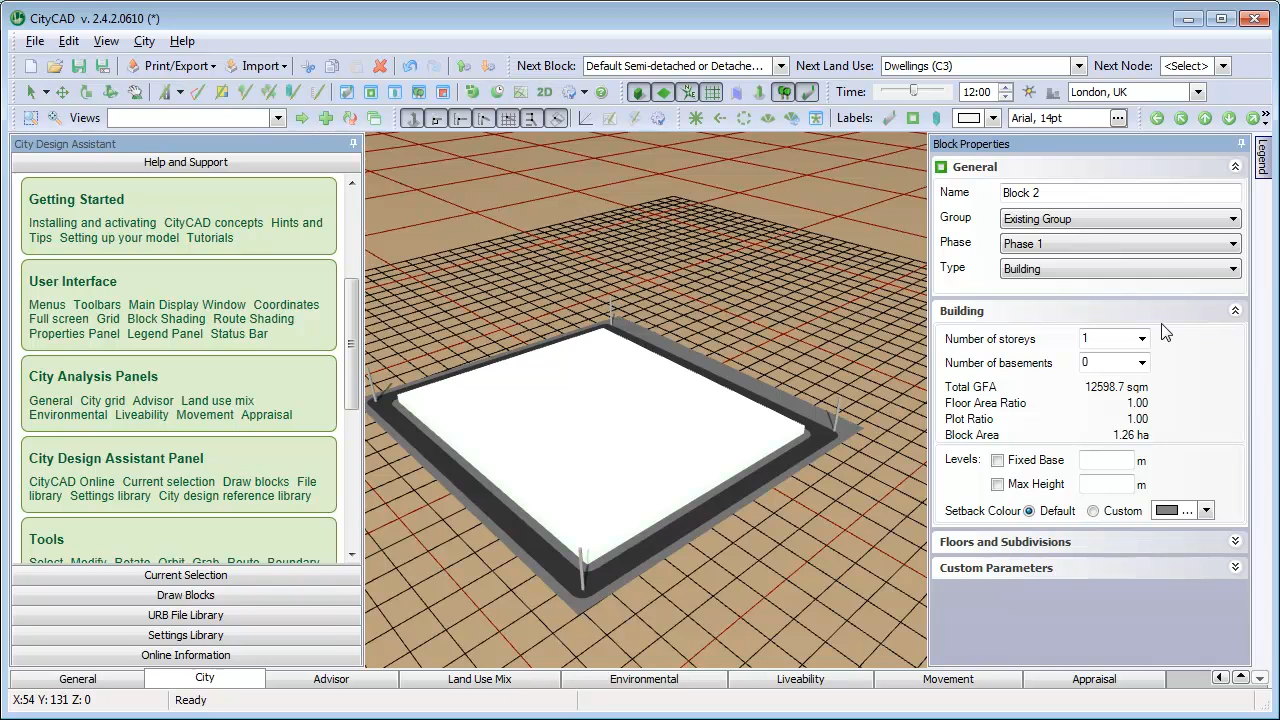 CityCAD v. 2.4.2.0610 (*)
File Edit View City Help
Print/Export Import Next Block: Default Semi-detached or Detache... Next Land Use: Dwellings (C3) Next Node: <Select>
2D Time: 12:00 London, UK
Views Labels: Arial, 14pt ...
City Design Assistant
Help and Support
Getting Started
Installing and activating CityCAD concepts Hints and
Tips Setting up your model Tutorials
User Interface
Menus Toolbars Main Display Window Coordinates
Full screen Grid Block Shading Route Shading
Properties Panel Legend Panel Status Bar
City Analysis Panels
General City grid Advisor Land use mix
Environmental Liveability Movement Appraisal
City Design Assistant Panel
CityCAD Online Current selection Draw blocks File
library Settings library City design reference library
Tools
Select Modify Rotate Orbit Grab Route Boundary
Current Selection
Draw Blocks
URB File Library
Settings Library
Online Information
Block Properties
General
Name Block 2
Group Existing Group
Phase Phase 1
Type Building
Building
Number of storeys 1
Number of basements 0
Total GFA 12598.7 sqm
Floor Area Ratio 1.00
Plot Ratio 1.00
Block Area 1.26 ha
Levels: Fixed Base m
Max Height m
Setback Colour Default Custom ...
Floors and Subdivisions
Custom Parameters
Legend
General City Advisor Land Use Mix Environmental Liveability Movement Appraisal
X:54 Y: 131 Z: 0 Ready